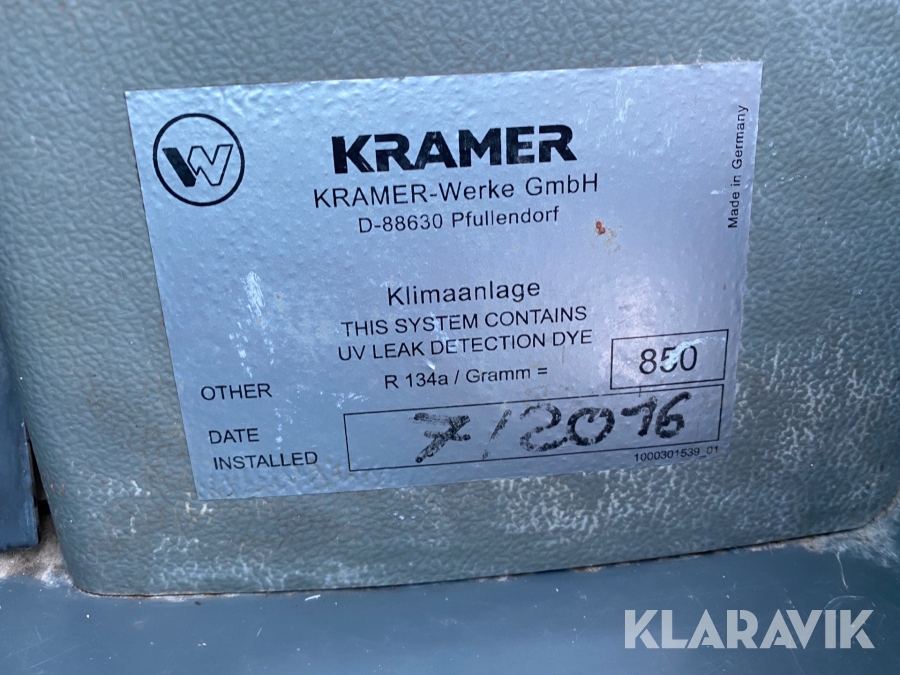 W
KRAMER
KRAMER-Werke GmbH
D-88630 Pfullendorf
Made in Germany
Klimaanlage
THIS SYSTEM CONTAINS
UV LEAK DETECTION DYE
OTHER R 134a / Gramm = 850
DATE
INSTALLED
7/2016
1000301539_01
KLARAVIK